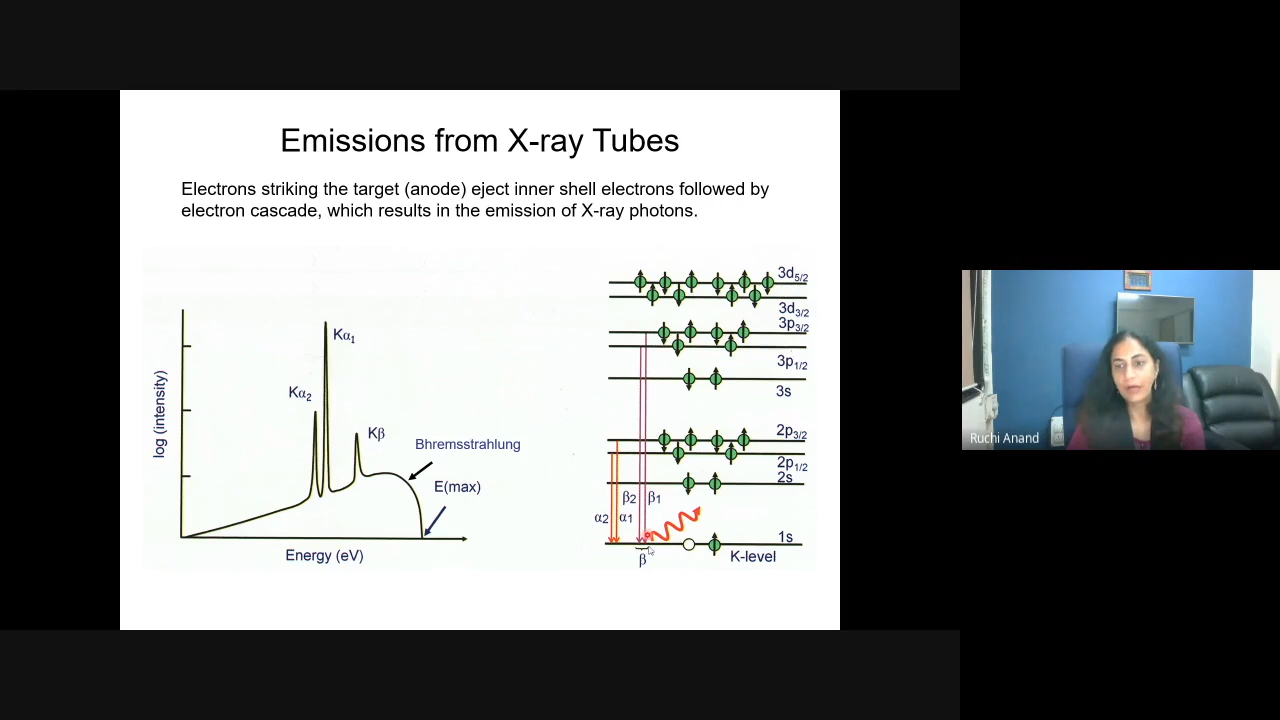 Emissions from X-ray Tubes
Electrons striking the target (anode) eject inner shell electrons followed by
electron cascade, which results in the emission of X-ray photons.
log (intensity)
Kα1
Kα2
Kβ
Bhremsstrahlung
E(max)
Energy (eV)
3d5/2
3d3/2
3p3/2
3p1/2
3s
2p3/2
2p1/2
2s
β2 β1
α2 α1
1s
β
K-level
Ruchi Anand